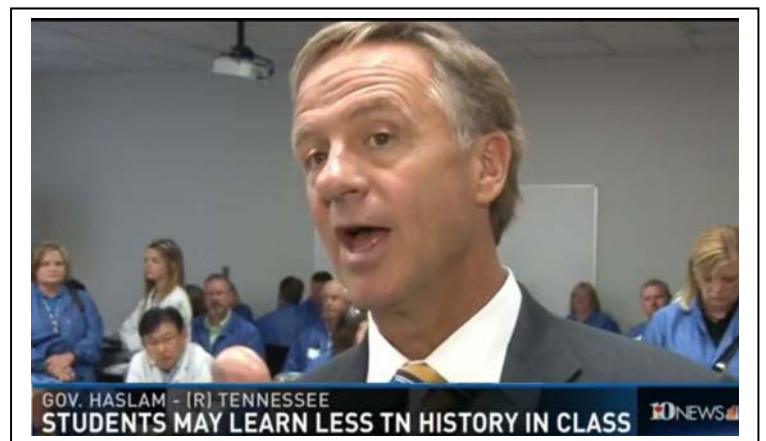 GOV. HASLAM - (R) TENNESSEE
STUDENTS MAY LEARN LESS TN HISTORY IN CLASS
10NEWS